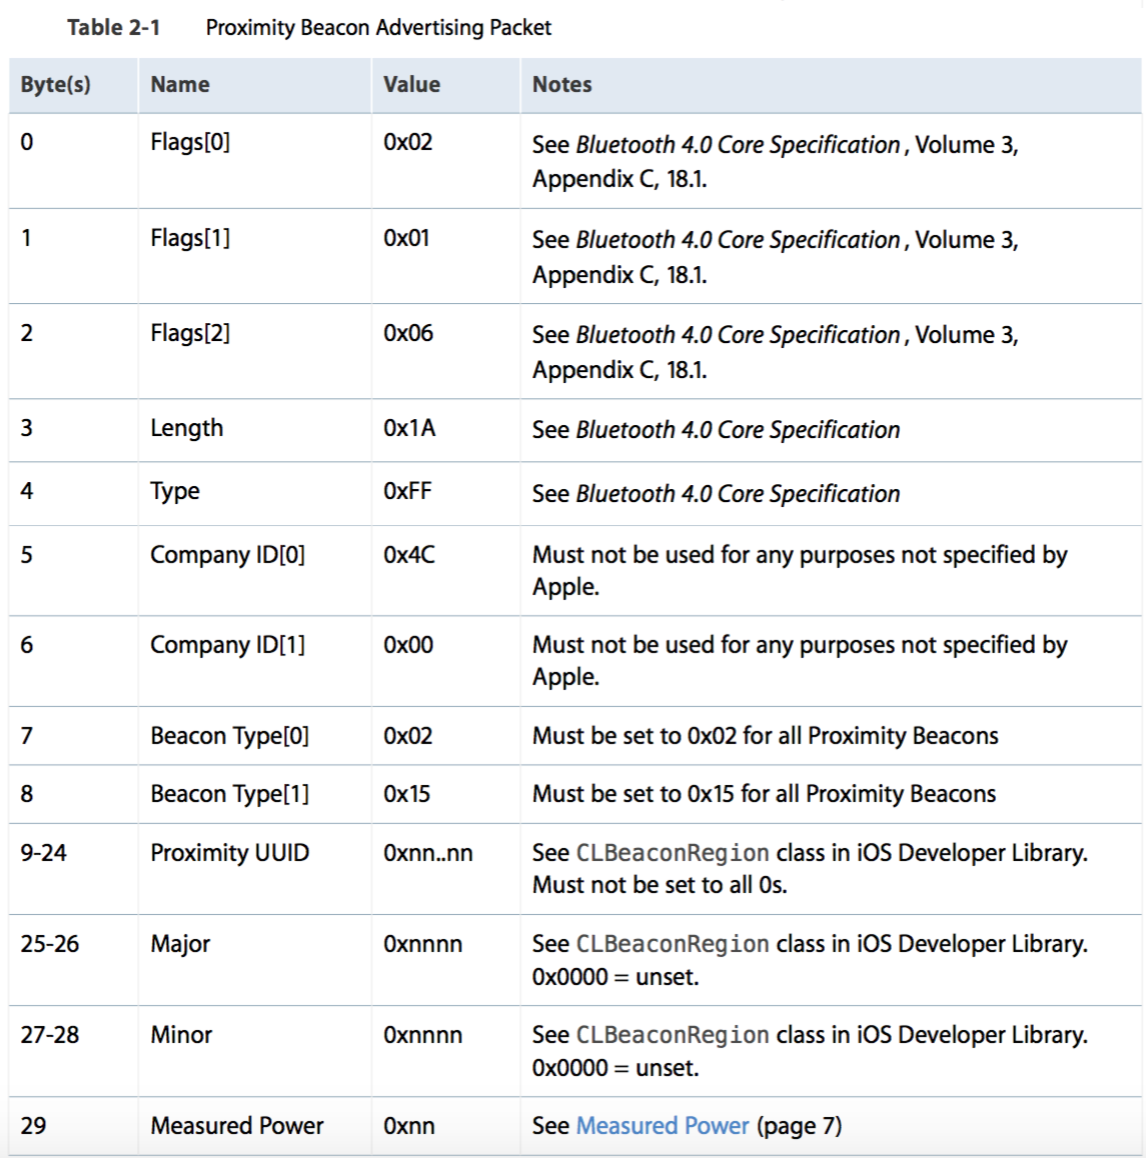 Table 2-1 Proximity Beacon Advertising Packet
Byte(s) Name Value Notes
0 Flags[0] 0x02 See Bluetooth 4.0 Core Specification, Volume 3,
Appendix C, 18.1.
1 Flags[1] 0x01 See Bluetooth 4.0 Core Specification, Volume 3,
Appendix C, 18.1.
2 Flags[2] 0x06 See Bluetooth 4.0 Core Specification, Volume 3,
Appendix C, 18.1.
3 Length 0x1A See Bluetooth 4.0 Core Specification
4 Type 0xFF See Bluetooth 4.0 Core Specification
5 Company ID[0] 0x4C Must not be used for any purposes not specified by
Apple.
6 Company ID[1] 0x00 Must not be used for any purposes not specified by
Apple.
7 Beacon Type[0] 0x02 Must be set to 0x02 for all Proximity Beacons
8 Beacon Type[1] 0x15 Must be set to 0x15 for all Proximity Beacons
9-24 Proximity UUID 0xnn..nn See CLBeaconRegion class in iOS Developer Library.
Must not be set to all 0s.
25-26 Major 0xnnnn See CLBeaconRegion class in iOS Developer Library.
0x0000 = unset.
27-28 Minor 0xnnnn See CLBeaconRegion class in iOS Developer Library.
0x0000 = unset.
29 Measured Power 0xnn See Measured Power (page 7)